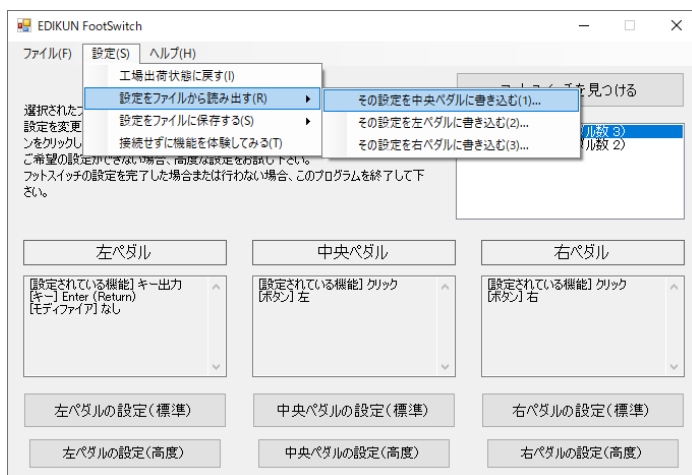 EDIKUN FootSwitch
ファイル(F) 設定(S) ヘルプ(H)
工場出荷状態に戻す(I)
設定をファイルから読み出す(R)
設定をファイルに保存する(S)
接続せずに機能を体験してみる(T)
その設定を中央ペダルに書き込む(1)...
その設定を左ペダルに書き込む(2)...
その設定を右ペダルに書き込む(3)...
を見つける
ル数 3)
ル数 2)
選択された
設定を変更
ンをクリックし
ご希望の設定ができない場合、高度な設定をお試し下さい。
フットスイッチの設定を完了した場合または行わない場合、このプログラムを終了して下
さい。
左ペダル 中央ペダル 右ペダル
[設定されている機能] キー出力
[キー] Enter (Return)
[モディファイア] なし
[設定されている機能] クリック
[ボタン] 左
[設定されている機能] クリック
[ボタン] 右
左ペダルの設定(標準) 中央ペダルの設定(標準) 右ペダルの設定(標準)
左ペダルの設定(高度) 中央ペダルの設定(高度) 右ペダルの設定(高度)